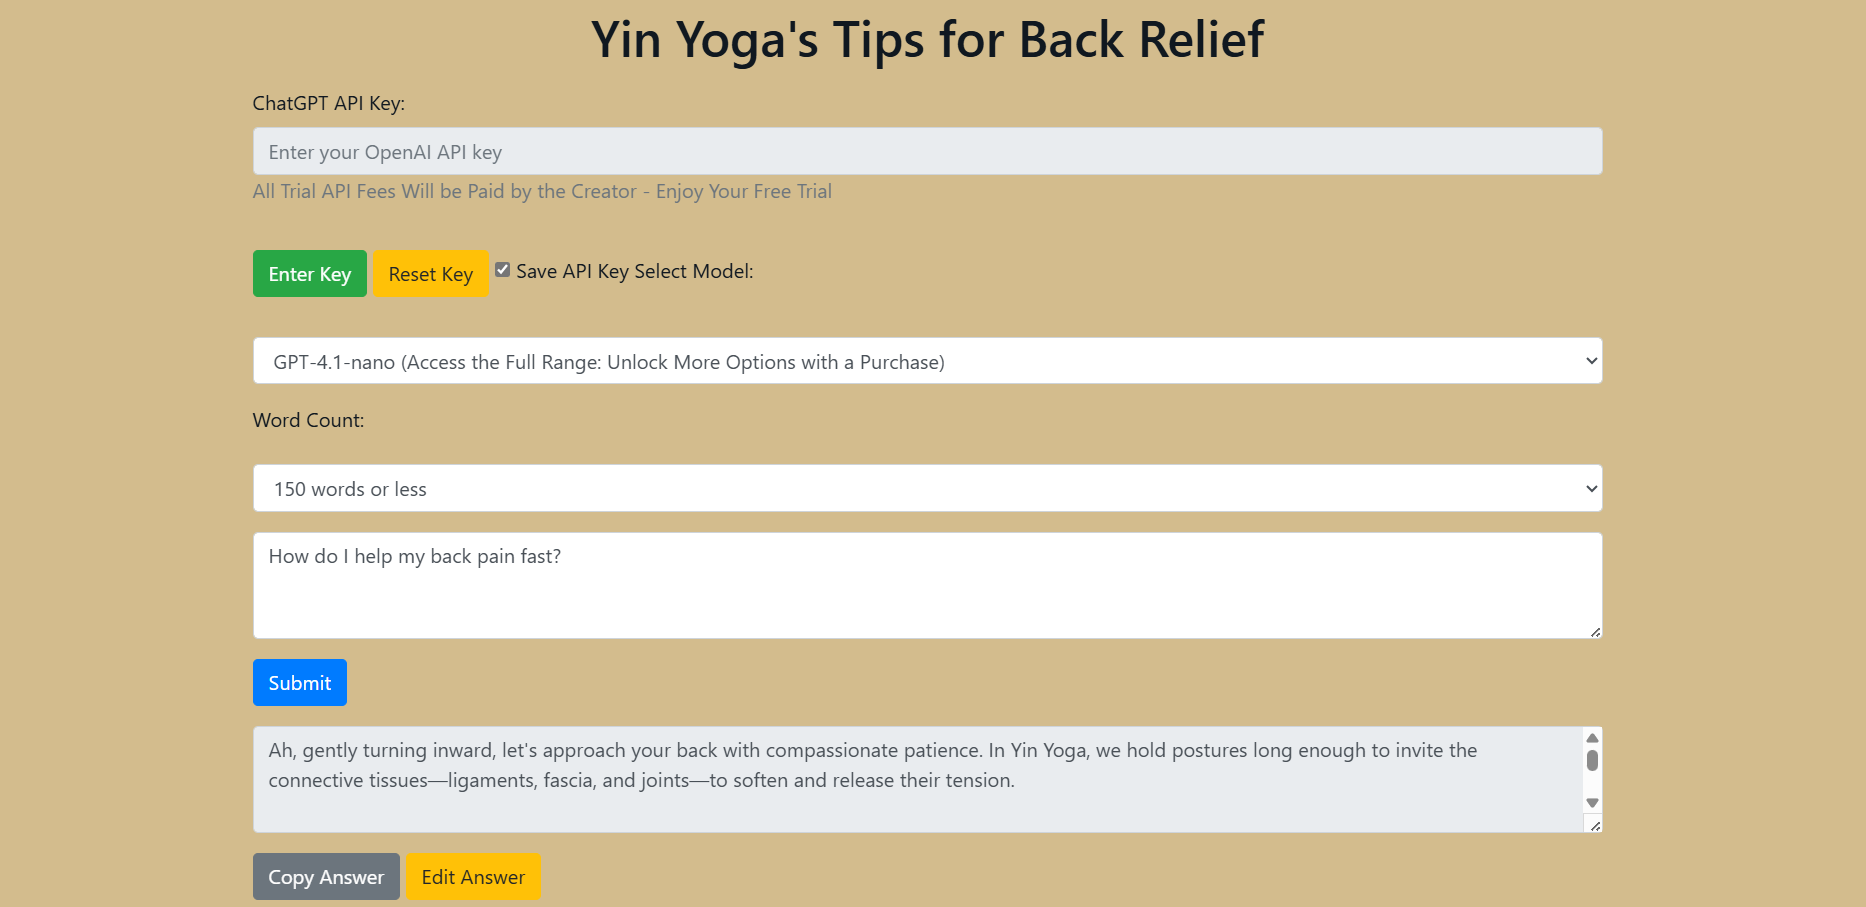 Yin Yoga's Tips for Back Relief
ChatGPT API Key:
Enter your OpenAI API key
All Trial API Fees Will be Paid by the Creator - Enjoy Your Free Trial
Enter Key Reset Key Save API Key Select Model:
GPT-4.1-nano (Access the Full Range: Unlock More Options with a Purchase)
Word Count:
150 words or less
How do I help my back pain fast?
Submit
Ah, gently turning inward, let's approach your back with compassionate patience. In Yin Yoga, we hold postures long enough to invite the
connective tissues—ligaments, fascia, and joints—to soften and release their tension.
Copy Answer Edit Answer